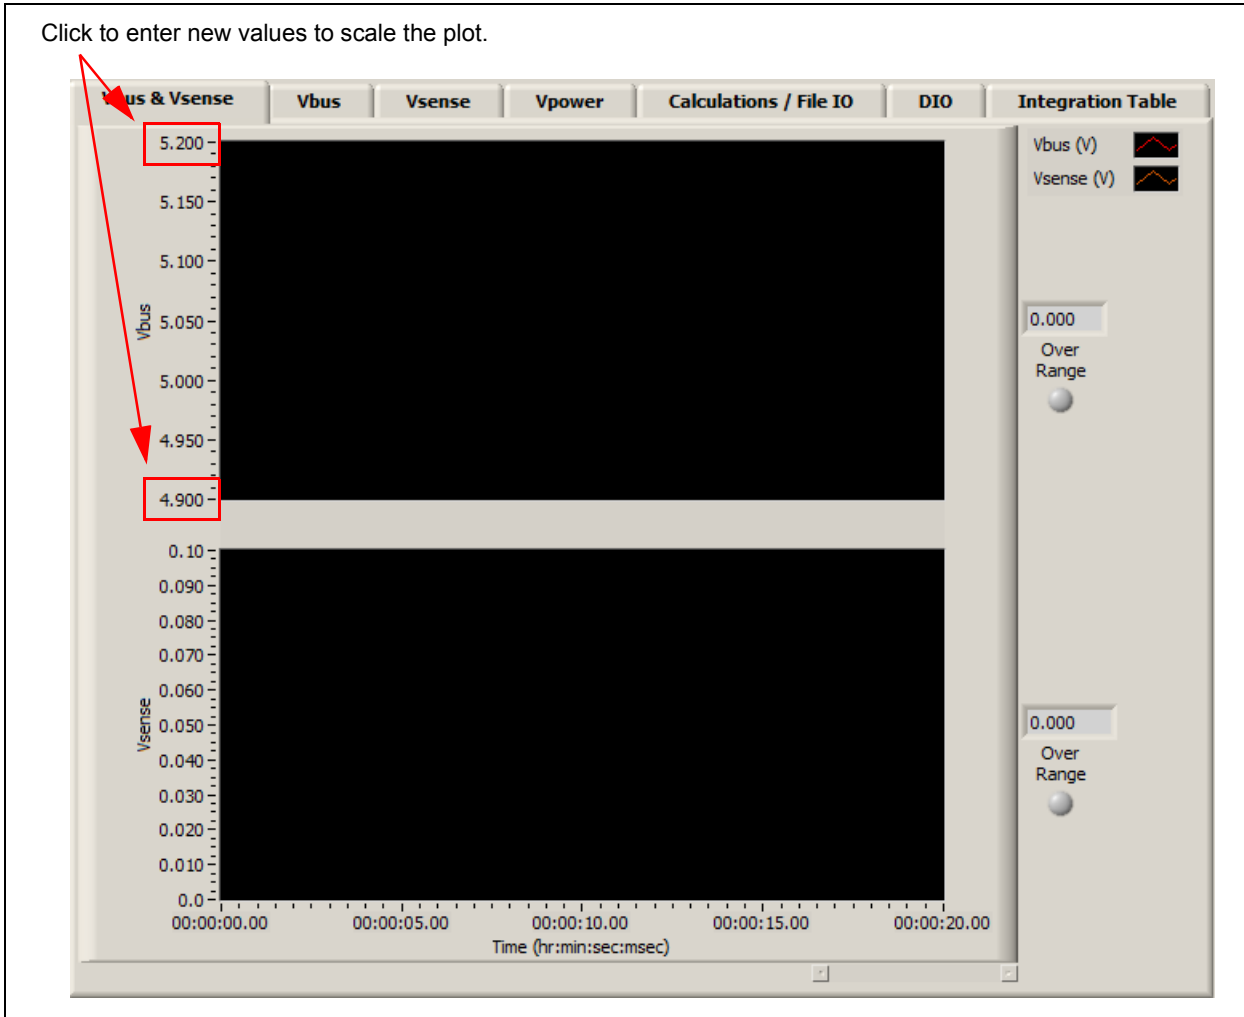 Click to enter new values to scale the plot.
Vbus & Vsense Vbus Vsense Vpower Calculations / File IO DIO Integration Table
5.200
5.150
5.100
5.050
5.000
4.950
4.900
Vbus
0.10
0.090
0.080
0.070
0.060
0.050
0.040
0.030
0.020
0.010
0.0
Vsense
00:00:00.00 00:00:05.00 00:00:10.00 00:00:15.00 00:00:20.00
Time (hr:min:sec:msec)
Vbus (V)
Vsense (V)
0.000
Over
Range
0.000
Over
Range